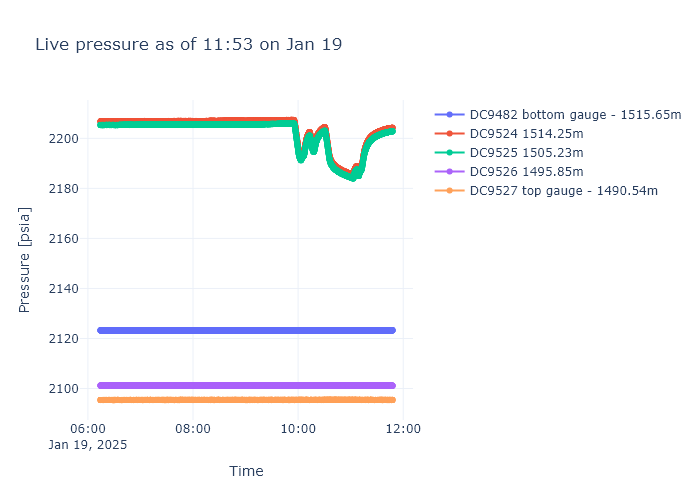 Live pressure as of 11:53 on Jan 19
DC9482 bottom gauge - 1515.65m
DC9524 1514.25m
DC9525 1505.23m
DC9526 1495.85m
DC9527 top gauge - 1490.54m
Pressure [psia]
2200
2180
2160
2140
2120
2100
06:00
08:00
10:00
12:00
Jan 19, 2025
Time